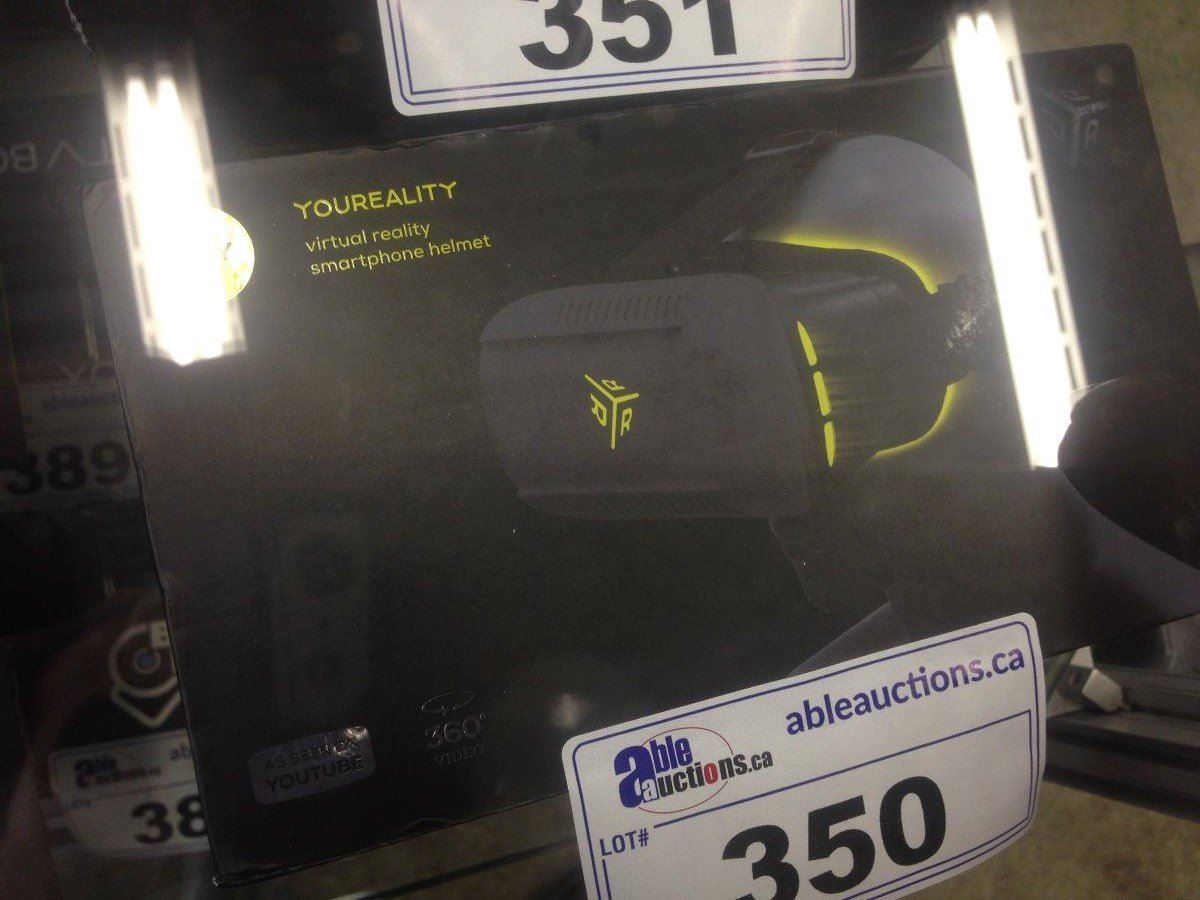 351
YOUREALITY
virtual reality
smartphone helmet
R
389
ableauctions.ca
able
auctions.ca
LOT#
350
360°
VIDEO
AS SEEN ON
YOUTUBE
38